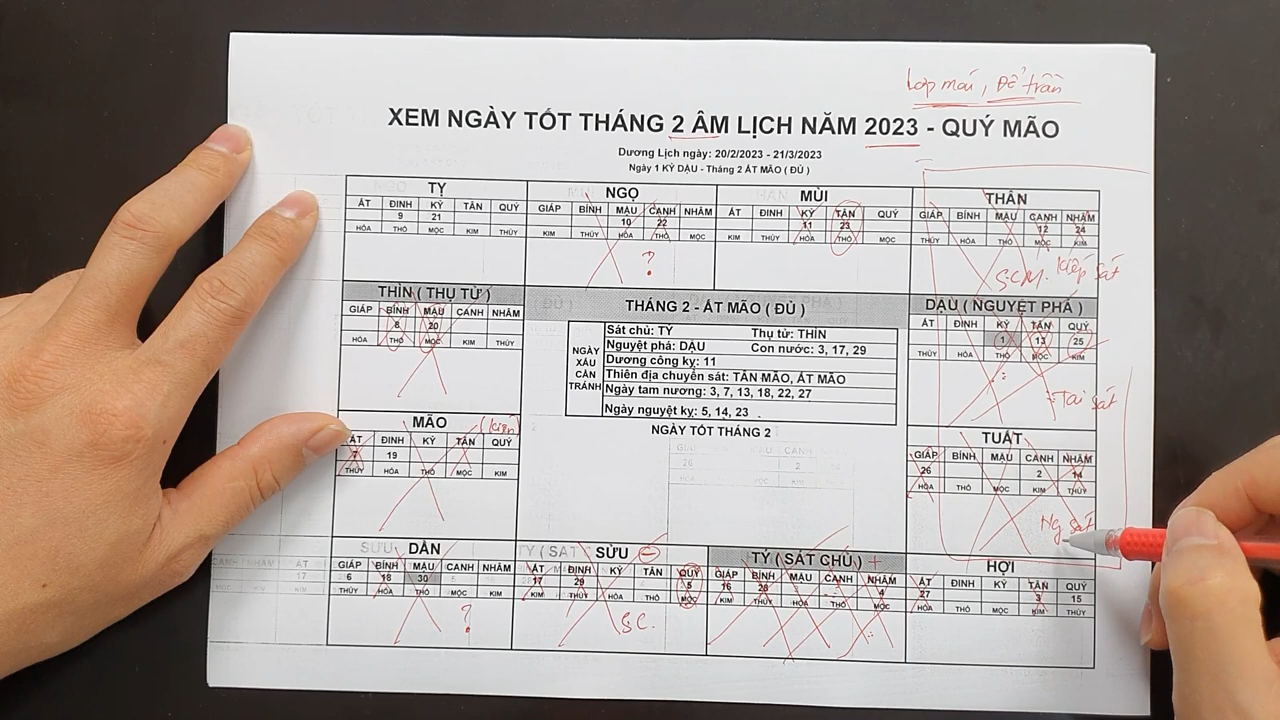 Lợp mái, Đổ trần
XEM NGÀY TỐT THÁNG 2 ÂM LỊCH NĂM 2023 - QUÝ MÃO
Dương Lịch ngày: 20/2/2023 - 21/3/2023
Ngày 1 KỶ DẬU - Tháng 2 ẤT MÃO ( ĐỦ )
TỴ
ẤT ĐINH KỶ TÂN QUÝ
9 21
HỎA THỔ MỘC KIM THỦY
NGỌ
GIÁP BÍNH MẬU CANH NHÂM
10 22
KIM THỦY HỎA THỔ MỘC
?
MÙI
ẤT ĐINH KỶ TÂN QUÝ
11 23
KIM THỦY HỎA THỔ MỘC
THÂN
GIÁP BÍNH MẬU CANH NHÂM
12 24
THỦY HỎA THỔ MỘC KIM
SCM. Kiếp sát
THÌN ( THỤ TỬ )
GIÁP BÍNH MẬU CANH NHÂM
8 20
HỎA THỔ MỘC KIM THỦY
THÁNG 2 - ẤT MÃO ( ĐỦ )
NGÀY XẤU CẦN TRÁNH
Sát chủ: TÝ Thụ tử: THÌN
Nguyệt phá: DẬU Con nước: 3, 17, 29
Dương công kỵ: 11
Thiên địa chuyển sát: TÂN MÃO, ẤT MÃO
Ngày tam nương: 3, 7, 13, 18, 22, 27
Ngày nguyệt kỵ: 5, 14, 23
NGÀY TỐT THÁNG 2
DẬU ( NGUYỆT PHÁ )
ẤT ĐINH KỶ TÂN QUÝ
1 13 25
THỦY HỎA THỔ MỘC KIM
Tai sát
MÃO (kiến)
ẤT ĐINH KỶ TÂN QUÝ
7 19
THỦY HỎA THỔ MỘC KIM
TUẤT
GIÁP BÍNH MẬU CANH NHÂM
26 2 14
HỎA THỔ MỘC KIM THỦY
Ng sát
DẦN
GIÁP BÍNH MẬU CANH NHÂM
6 18 30
THỦY HỎA THỔ MỘC KIM
?
SỬU
ẤT ĐINH KỶ TÂN QUÝ
17 29 5
KIM THỦY HỎA THỔ MỘC
SC.
TÝ ( SÁT CHỦ ) +
GIÁP BÍNH MẬU CANH NHÂM
16 28 4
KIM THỦY HỎA THỔ MỘC
HỢI
ẤT ĐINH KỶ TÂN QUÝ
27 3 15
HỎA THỔ MỘC KIM THỦY